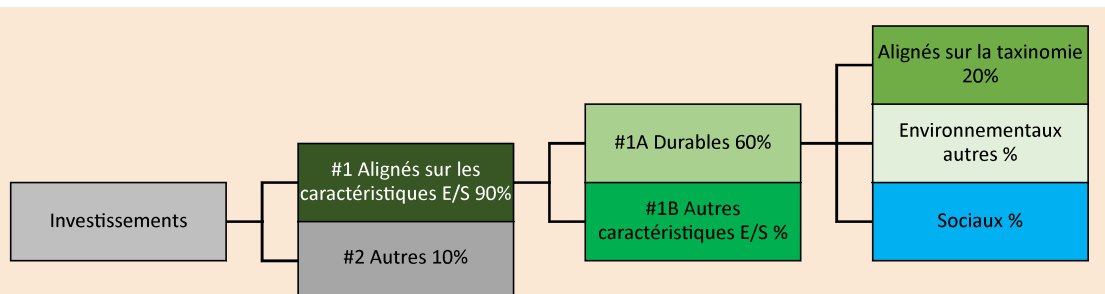 Investissements
#1 Alignés sur les
caractéristiques E/S 90%
#2 Autres 10%
#1A Durables 60%
#1B Autres
caractéristiques E/S %
Alignés sur la taxinomie
20%
Environnementaux
autres %
Sociaux %